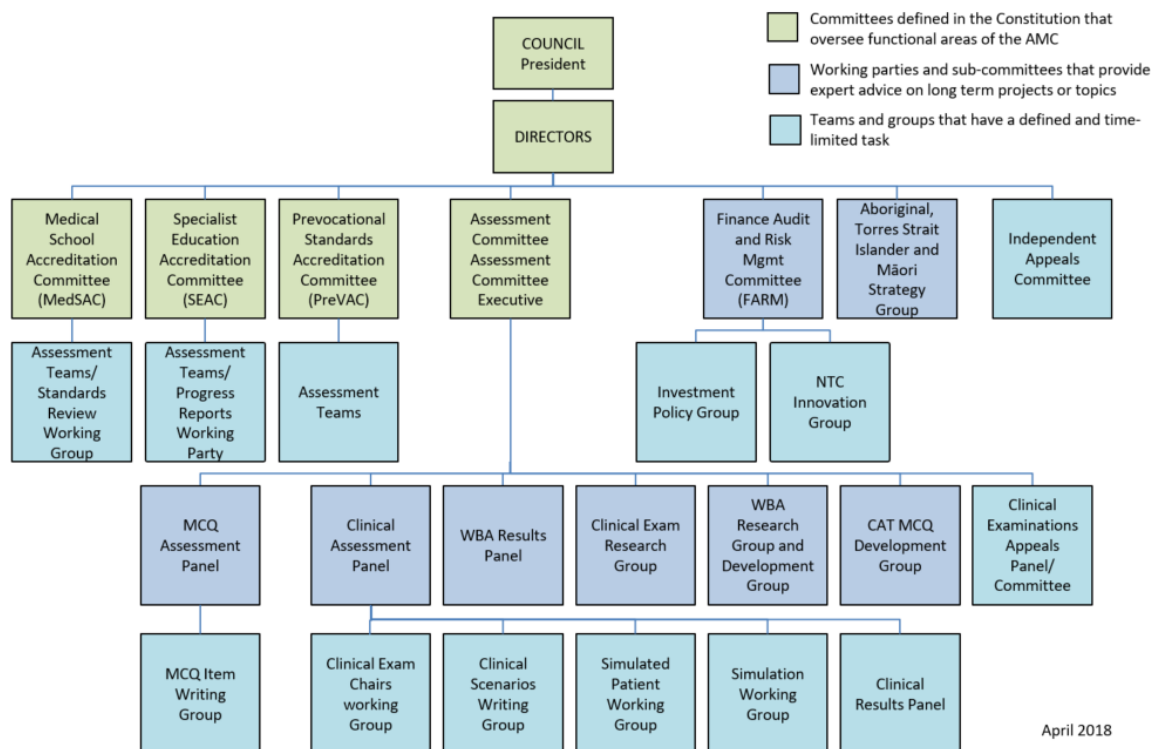 COUNCIL
President
Committees defined in the Constitution that
oversee functional areas of the AMC
Working parties and sub-committees that provide
expert advice on long term projects or topics
Teams and groups that have a defined and time-
limited task
DIRECTORS
Medical
School
Accreditation
Committee
(MedSAC)
Specialist
Education
Accreditation
Committee
(SEAC)
Prevocational
Standards
Accreditation
Committee
(PreVAC)
Assessment
Committee
Assessment
Committee
Executive
Finance Audit
and Risk
Mgmt
Committee
(FARM)
Aboriginal,
Torres Strait
Islander and
Māori
Strategy
Group
Independent
Appeals
Committee
Assessment
Teams/
Standards
Review
Working
Group
Assessment
Teams/
Progress
Reports
Working
Party
Assessment
Teams
Investment
Policy Group
NTC
Innovation
Group
MCQ
Assessment
Panel
Clinical
Assessment
Panel
WBA Results
Panel
Clinical Exam
Research
Group
WBA
Research
Group and
Development
Group
CAT MCQ
Development
Group
Clinical
Examinations
Appeals
Panel/
Committee
MCQ Item
Writing
Group
Clinical Exam
Chairs
working
Group
Clinical
Scenarios
Writing Group
Simulated
Patient
Working
Group
Simulation
Working
Group
Clinical
Results Panel
April 2018